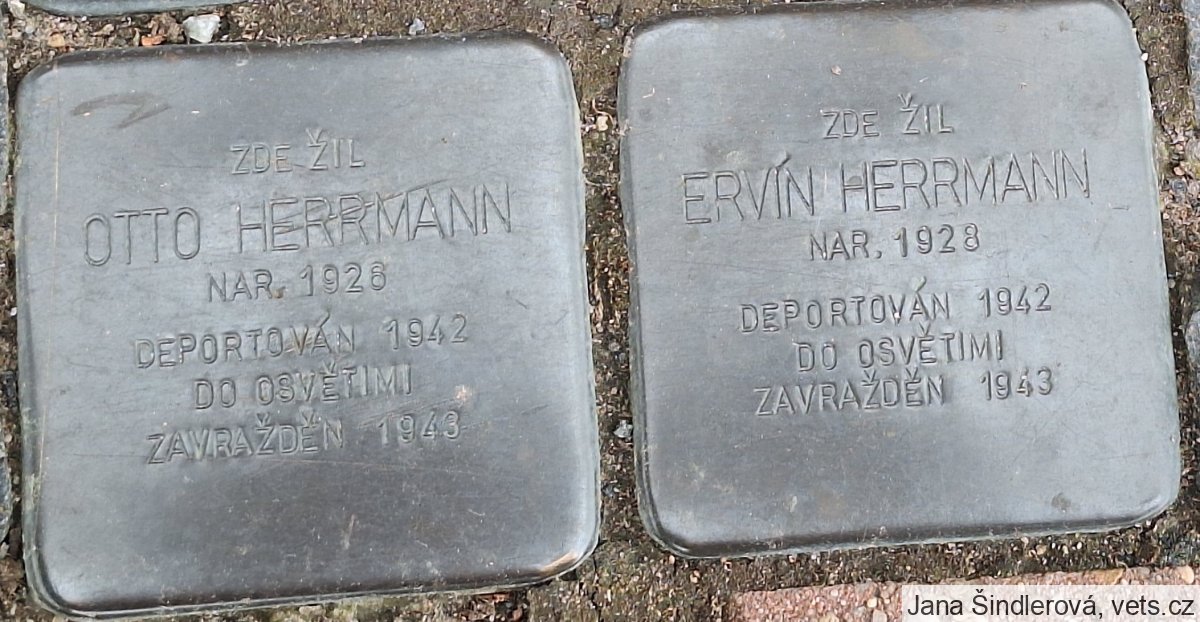 ZDE ŽIL
OTTO HERRMANN
NAR. 1926
DEPORTOVÁN 1942
DO OSVĚTIMI
ZAVRAŽDĚN 1943
ZDE ŽIL
ERVÍN HERRMANN
NAR. 1928
DEPORTOVÁN 1942
DO OSVĚTIMI
ZAVRAŽDĚN 1943
Jana Šindlerová, vets.cz